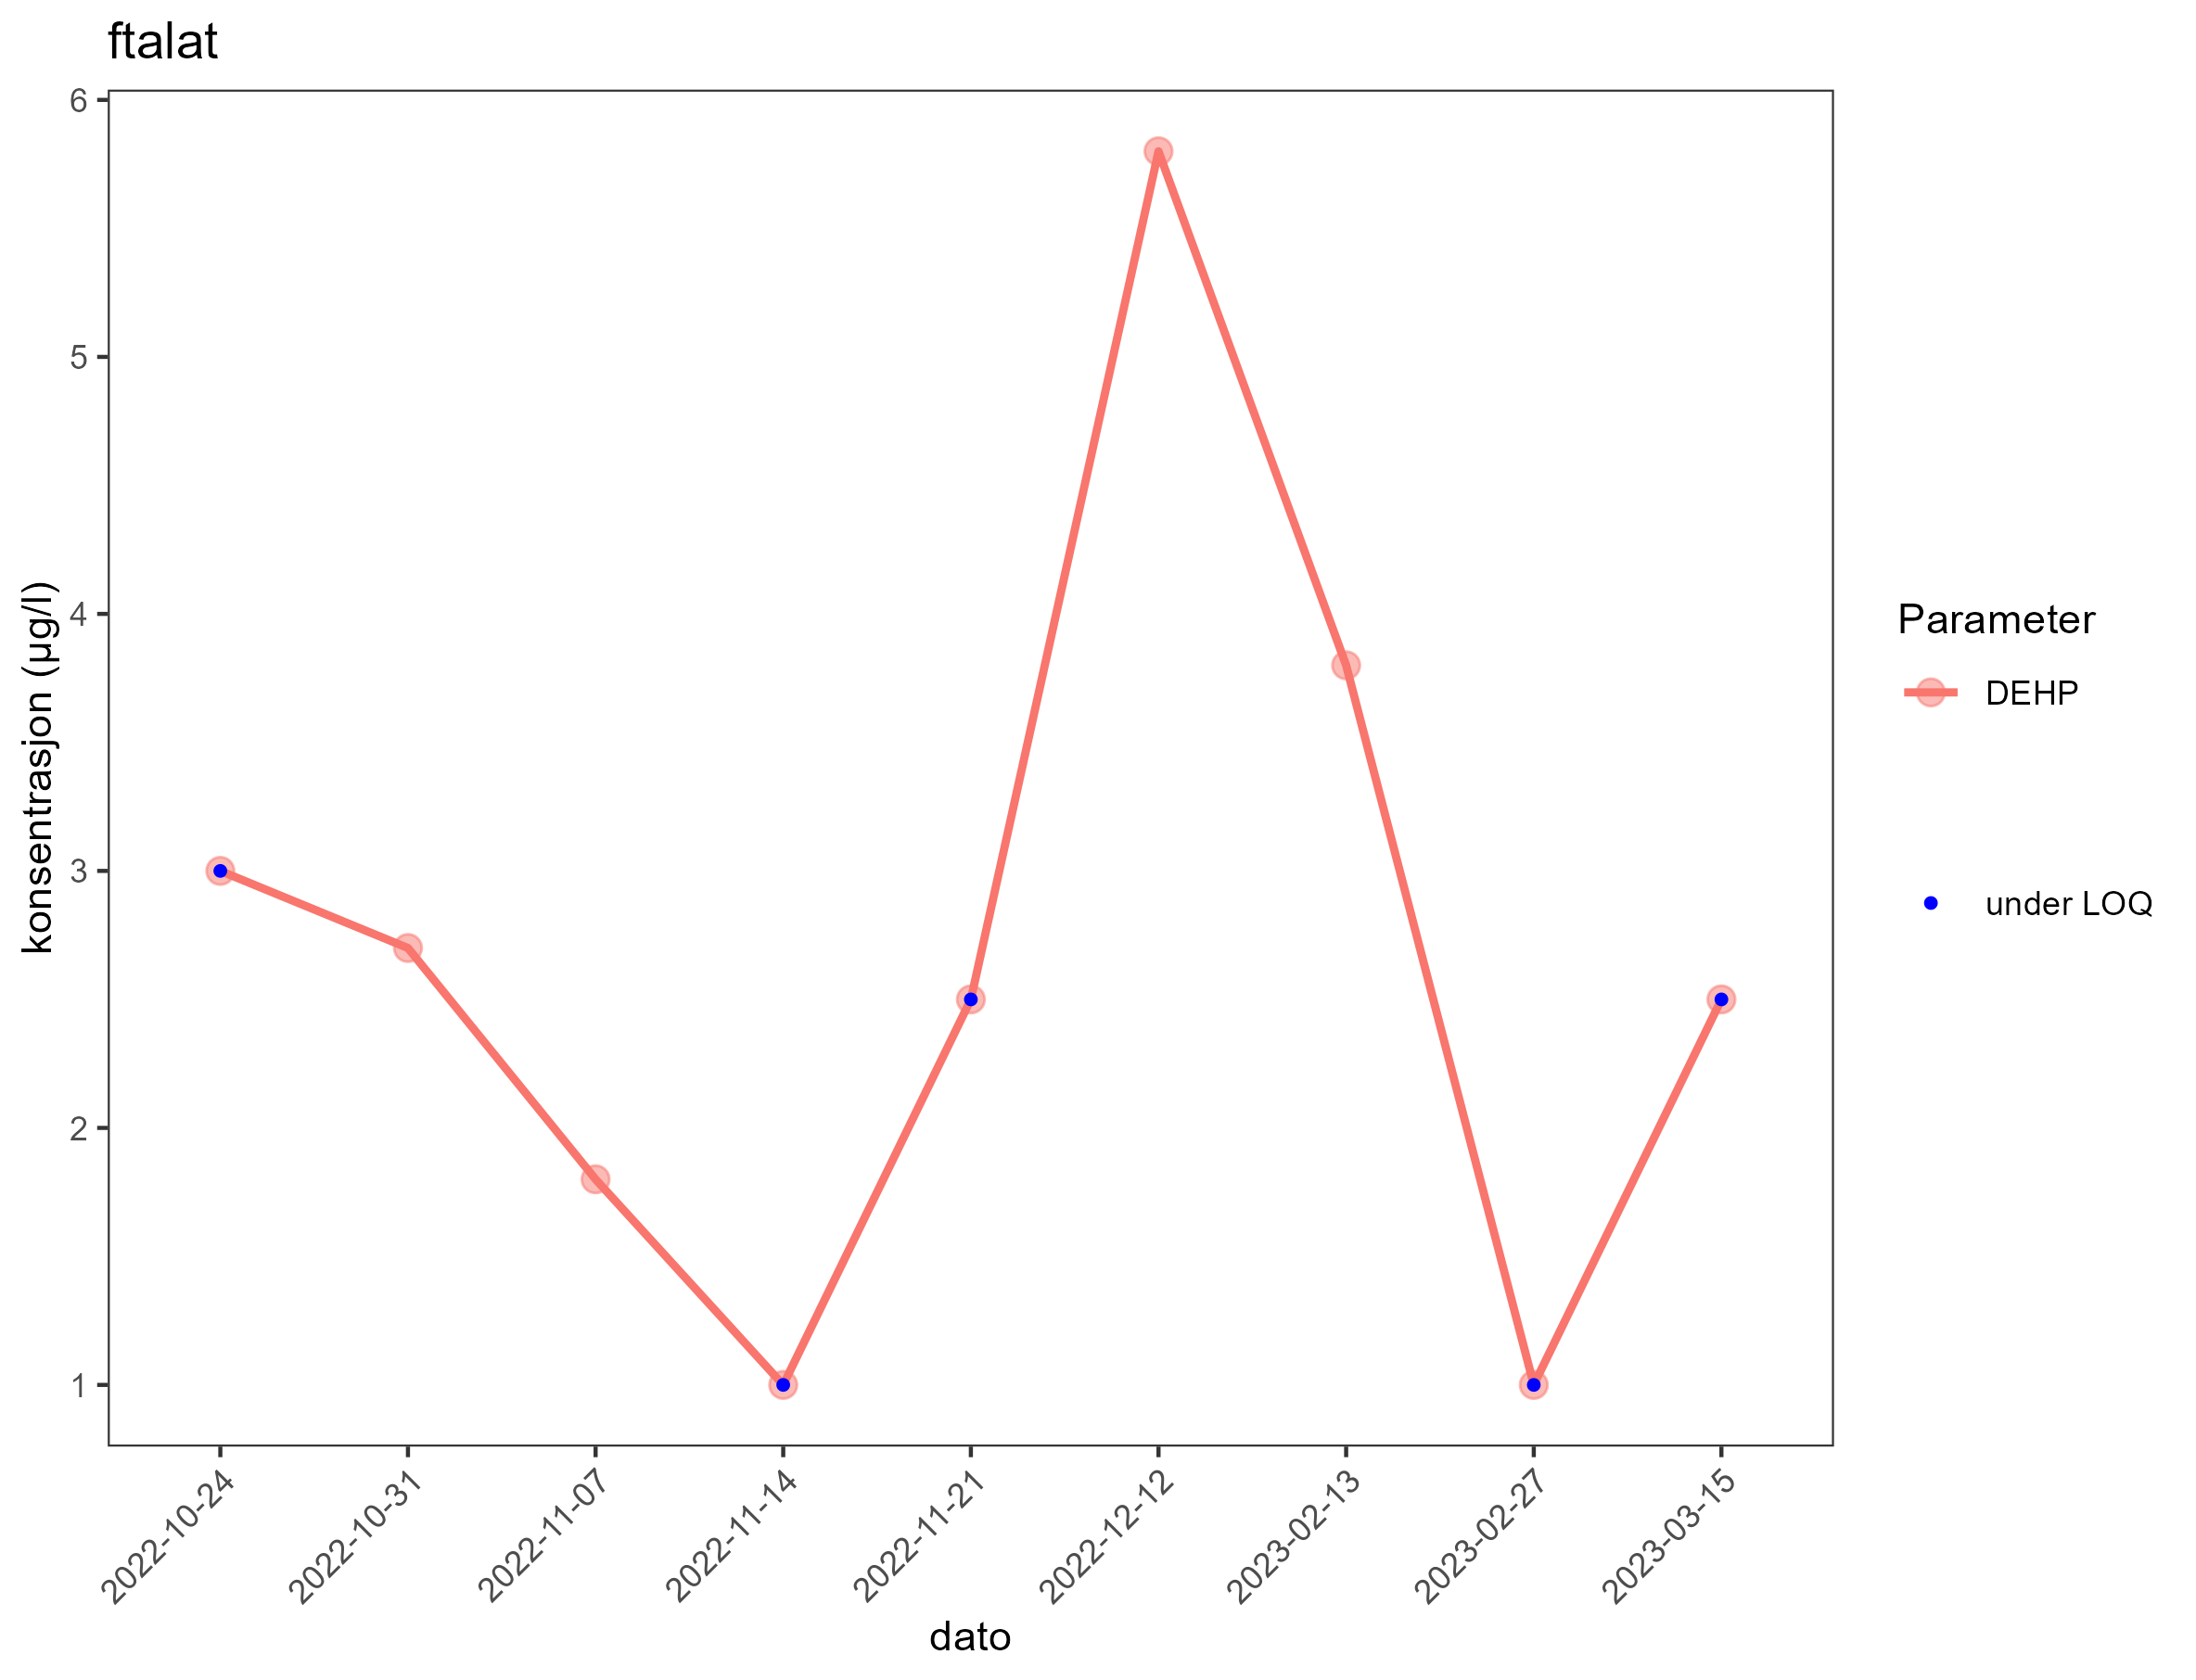 ftalat
6
5
4
3
2
1
konsentrasjon (µg/l)
2022-10-24
2022-10-31
2022-11-07
2022-11-14
2022-11-21
2022-12-12
2023-02-13
2023-02-27
2023-03-15
dato
Parameter
DEHP
under LOQ